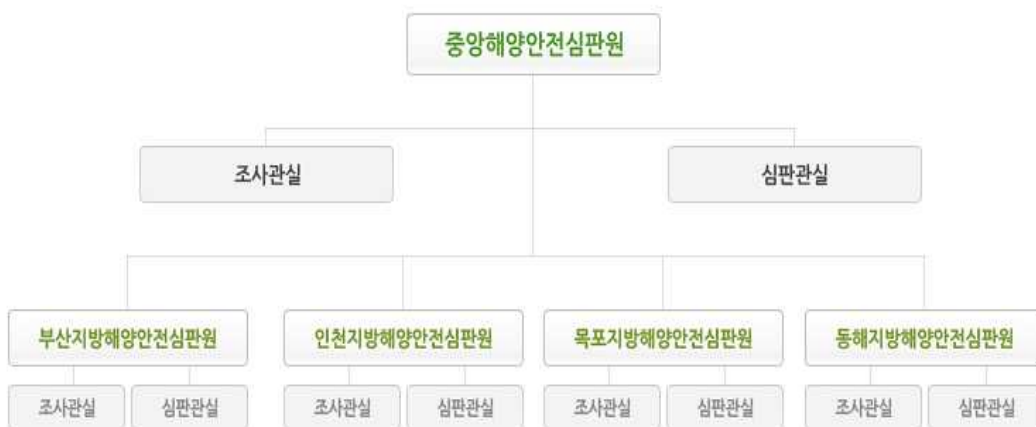 중앙해양안전심판원
조사관실 심판관실
부산지방해양안전심판원 인천지방해양안전심판원 목포지방해양안전심판원 동해지방해양안전심판원
조사관실 심판관실 조사관실 심판관실 조사관실 심판관실 조사관실 심판관실